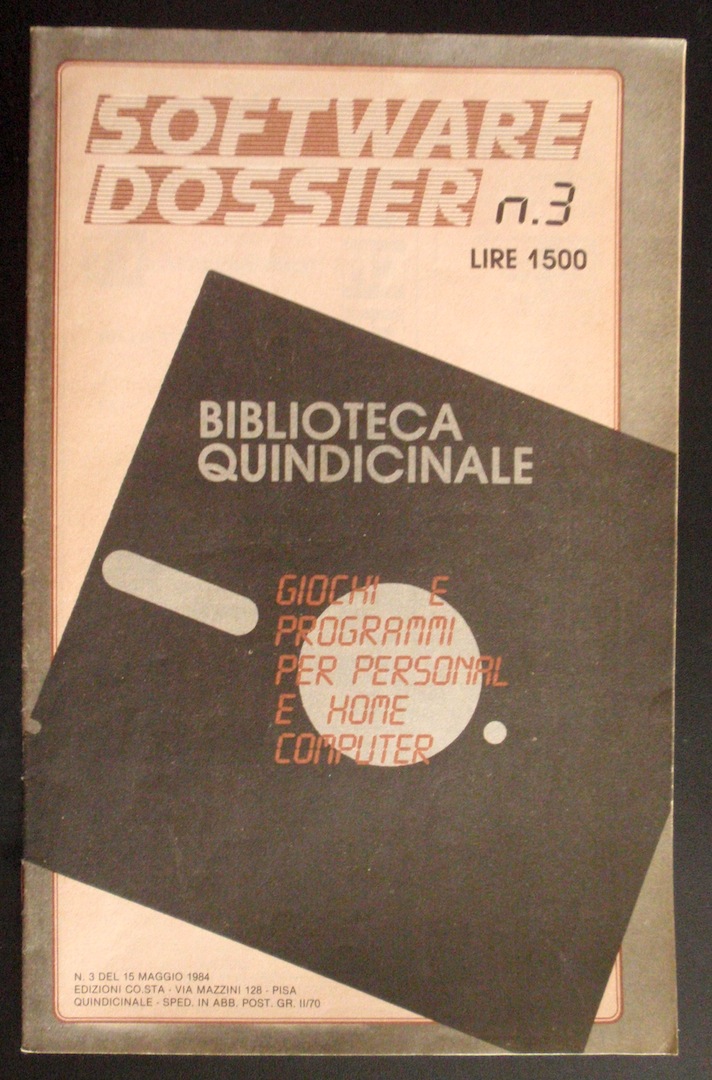 SOFTWARE
DOSSIER n.3
LIRE 1500
BIBLIOTECA
QUINDICINALE
GIOCHI E
PROGRAMMI
PER PERSONAL
E HOME
COMPUTER
N. 3 DEL 15 MAGGIO 1984
EDIZIONI CO.STA - VIA MAZZINI 128 - PISA
QUINDICINALE - SPED. IN ABB. POST. GR. II/70